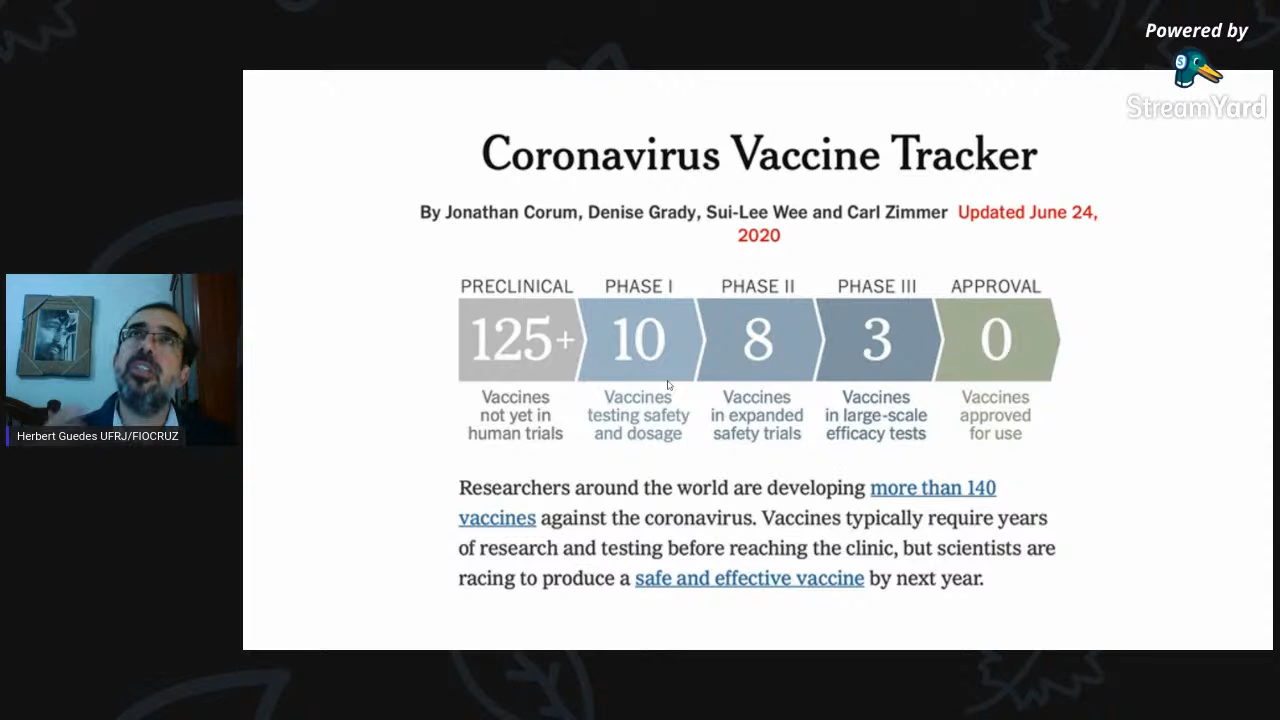 Powered by
StreamYard
Coronavirus Vaccine Tracker
By Jonathan Corum, Denise Grady, Sui-Lee Wee and Carl Zimmer Updated June 24,
2020
PRECLINICAL PHASE I PHASE II PHASE III APPROVAL
125+ 10 8 3 0
Vaccines Vaccines Vaccines Vaccines Vaccines
not yet in testing safety in expanded in large-scale approved
human trials and dosage safety trials efficacy tests for use
Herbert Guedes UFRJ/FIOCRUZ
Researchers around the world are developing more than 140
vaccines against the coronavirus. Vaccines typically require years
of research and testing before reaching the clinic, but scientists are
racing to produce a safe and effective vaccine by next year.